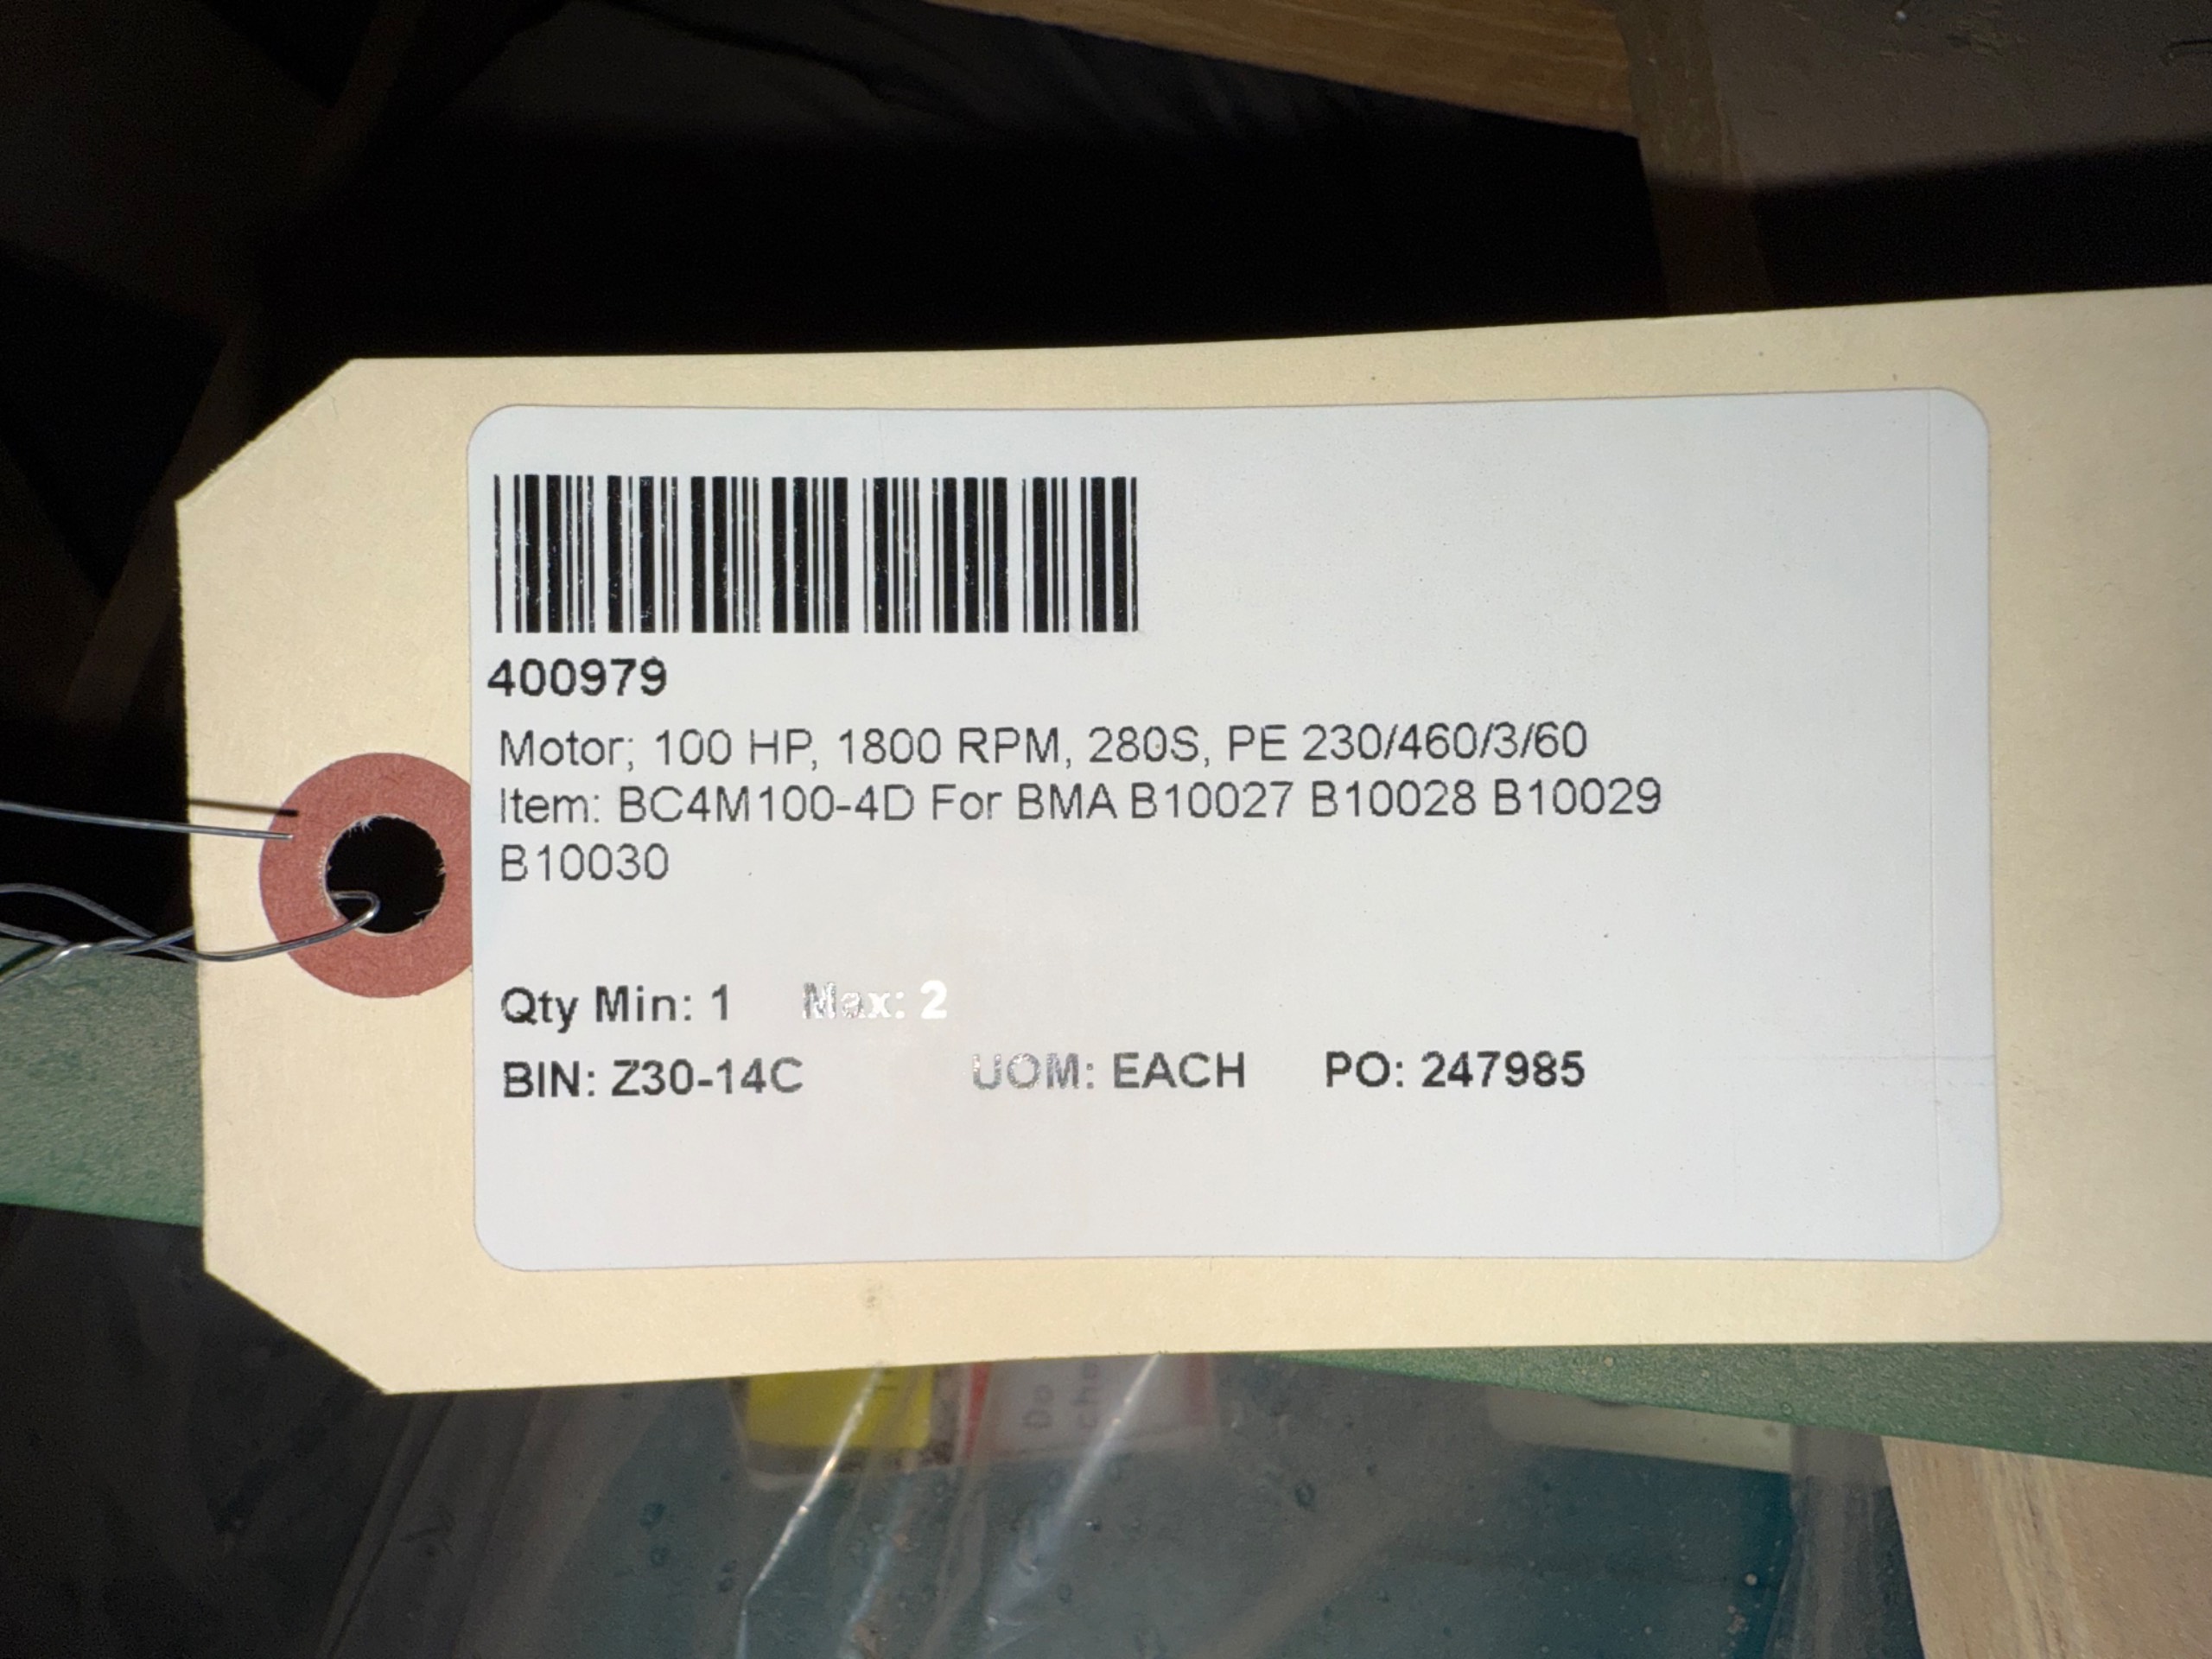 400979
Motor; 100 HP, 1800 RPM, 280S, PE 230/460/3/60
Item: BC4M100-4D For BMA B10027 B10028 B10029
B10030
Qty Min: 1 Max: 2
BIN: Z30-14C UOM: EACH PO: 247985
Do